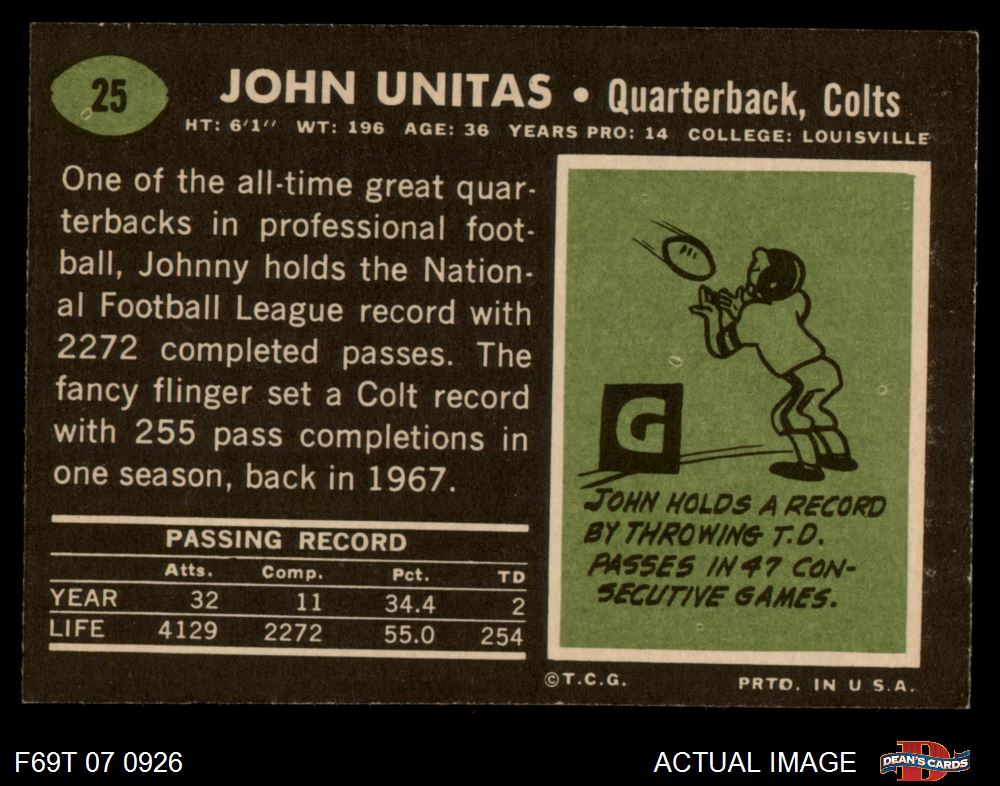 25
JOHN UNITAS • Quarterback, Colts
HT: 6'1'' WT: 196 AGE: 36 YEARS PRO: 14 COLLEGE: LOUISVILLE
One of the all-time great quar-
terbacks in professional foot-
ball, Johnny holds the Nation-
al Football League record with
2272 completed passes. The
fancy flinger set a Colt record
with 255 pass completions in
one season, back in 1967.
PASSING RECORD
Atts. Comp. Pct. TD
YEAR 32 11 34.4 2
LIFE 4129 2272 55.0 254
G
JOHN HOLDS A RECORD
BY THROWING T.D.
PASSES IN 47 CON-
SECUTIVE GAMES.
©T.C.G. PRTD. IN U S.A.
F69T 07 0926 ACTUAL IMAGE D DEAN'S CARDS